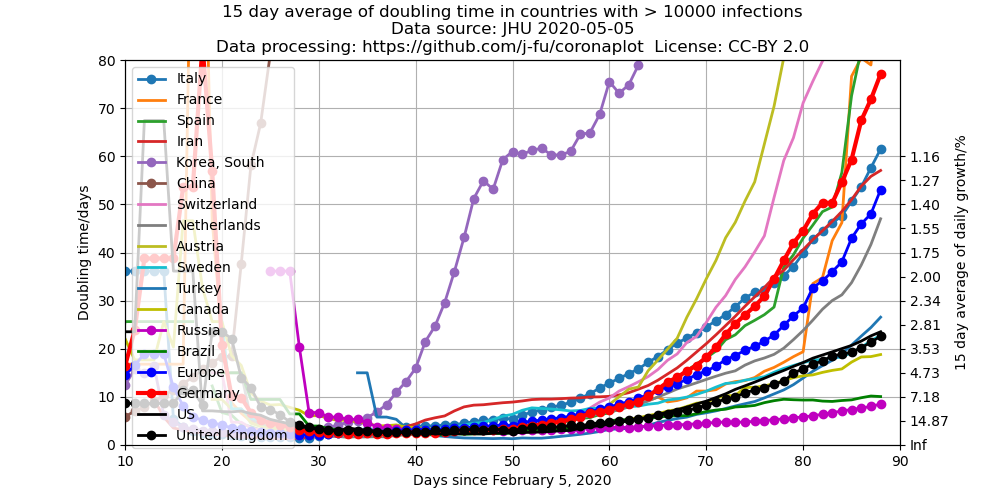 15 day average of doubling time in countries with > 10000 infections
Data source: JHU 2020-05-05
Data processing: https://github.com/j-fu/coronaplot License: CC-BY 2.0
80
70
60
50
40
30
20
10
0
Doubling time/days
Italy
France
Spain
Iran
Korea, South
China
Switzerland
Netherlands
Austria
Sweden
Turkey
Canada
Russia
Brazil
Europe
Germany
US
United Kingdom
1.16
1.27
1.40
1.55
1.75
2.00
2.34
2.81
3.53
4.73
7.18
14.87
Inf
15 day average of daily growth/%
10 20 30 40 50 60 70 80 90
Days since February 5, 2020